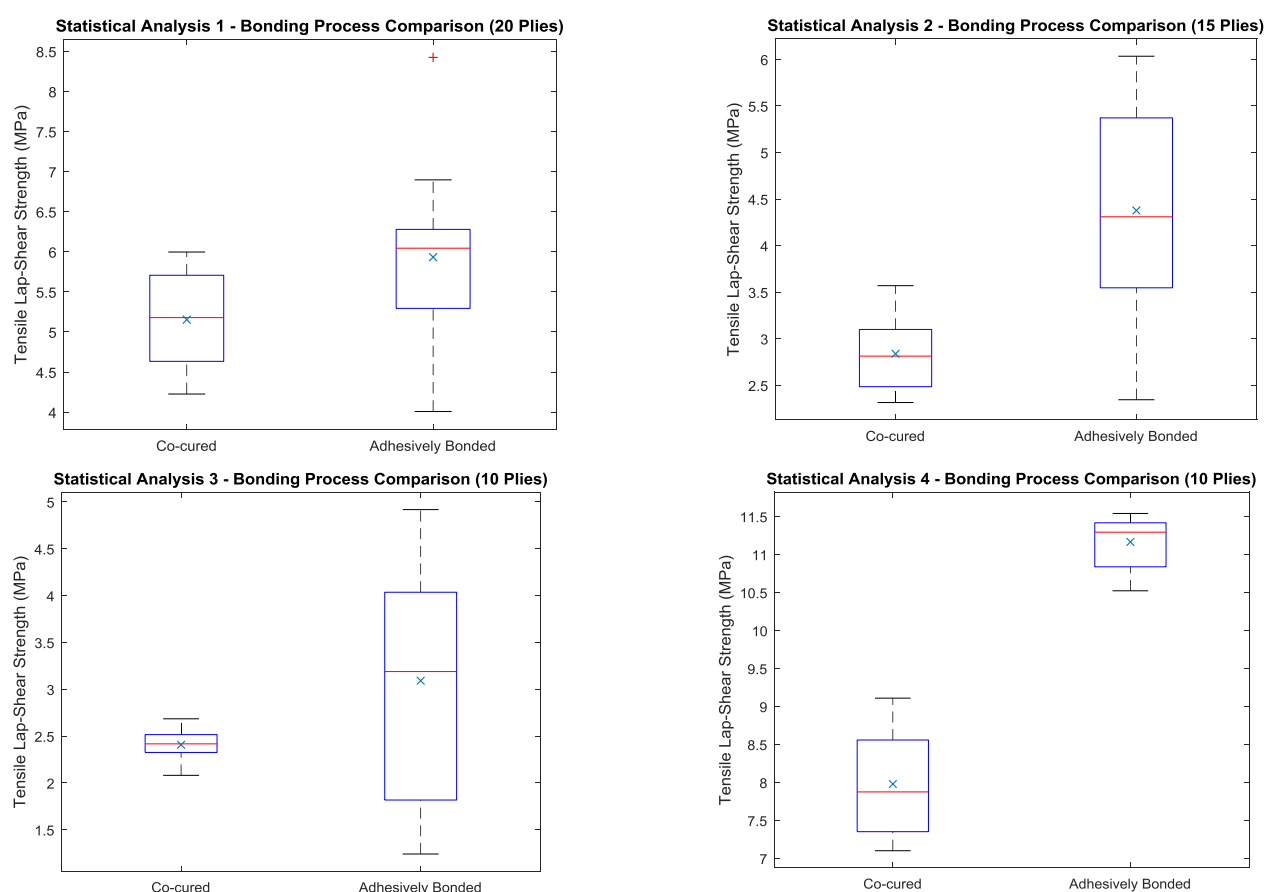 Statistical Analysis 1 - Bonding Process Comparison (20 Plies)
Tensile Lap-Shear Strength (MPa)
8.5
8
7.5
7
6.5
6
5.5
5
4.5
4
Co-cured
Adhesively Bonded
Statistical Analysis 2 - Bonding Process Comparison (15 Plies)
Tensile Lap-Shear Strength (MPa)
6
5.5
5
4.5
4
3.5
3
2.5
Co-cured
Adhesively Bonded
Statistical Analysis 3 - Bonding Process Comparison (10 Plies)
Tensile Lap-Shear Strength (MPa)
5
4.5
4
3.5
3
2.5
2
1.5
Co-cured
Adhesively Bonded
Statistical Analysis 4 - Bonding Process Comparison (10 Plies)
Tensile Lap-Shear Strength (MPa)
11.5
11
10.5
10
9.5
9
8.5
8
7.5
7
Co-cured
Adhesively Bonded